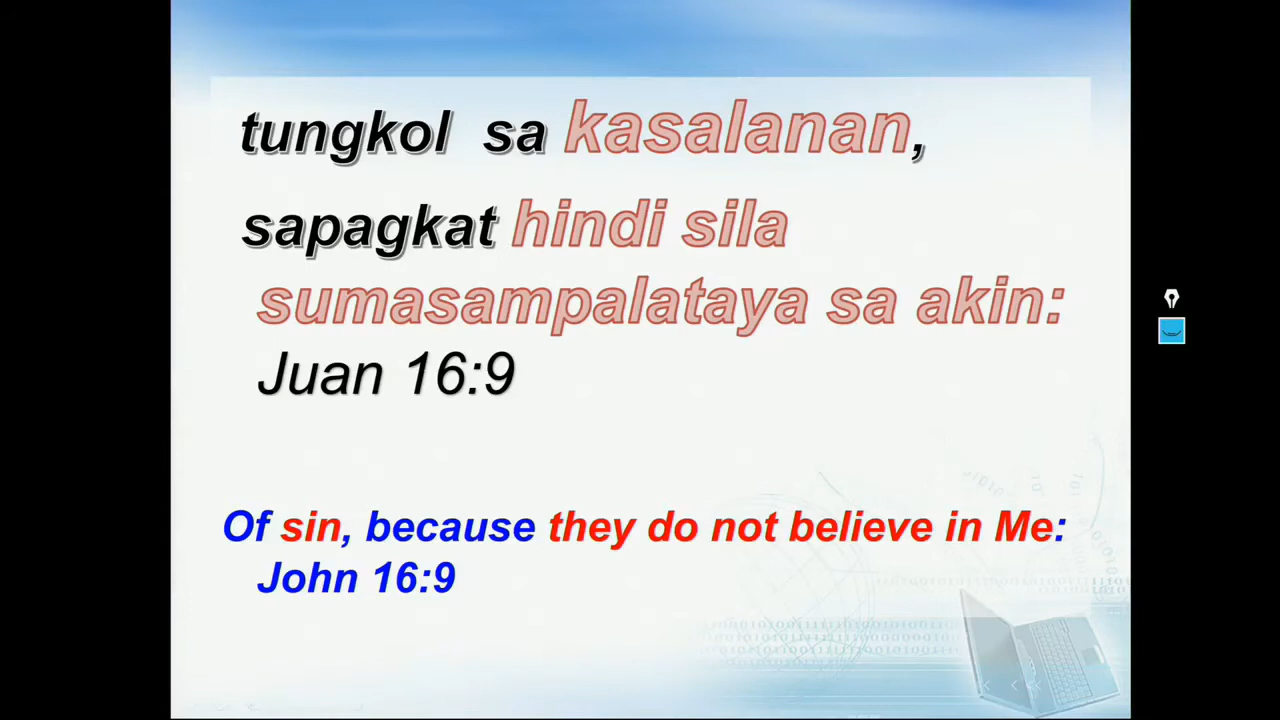 tungkol sa kasalanan,
sapagkat hindi sila
sumasampalataya sa akin:
Juan 16:9
Of sin, because they do not believe in Me:
John 16:9